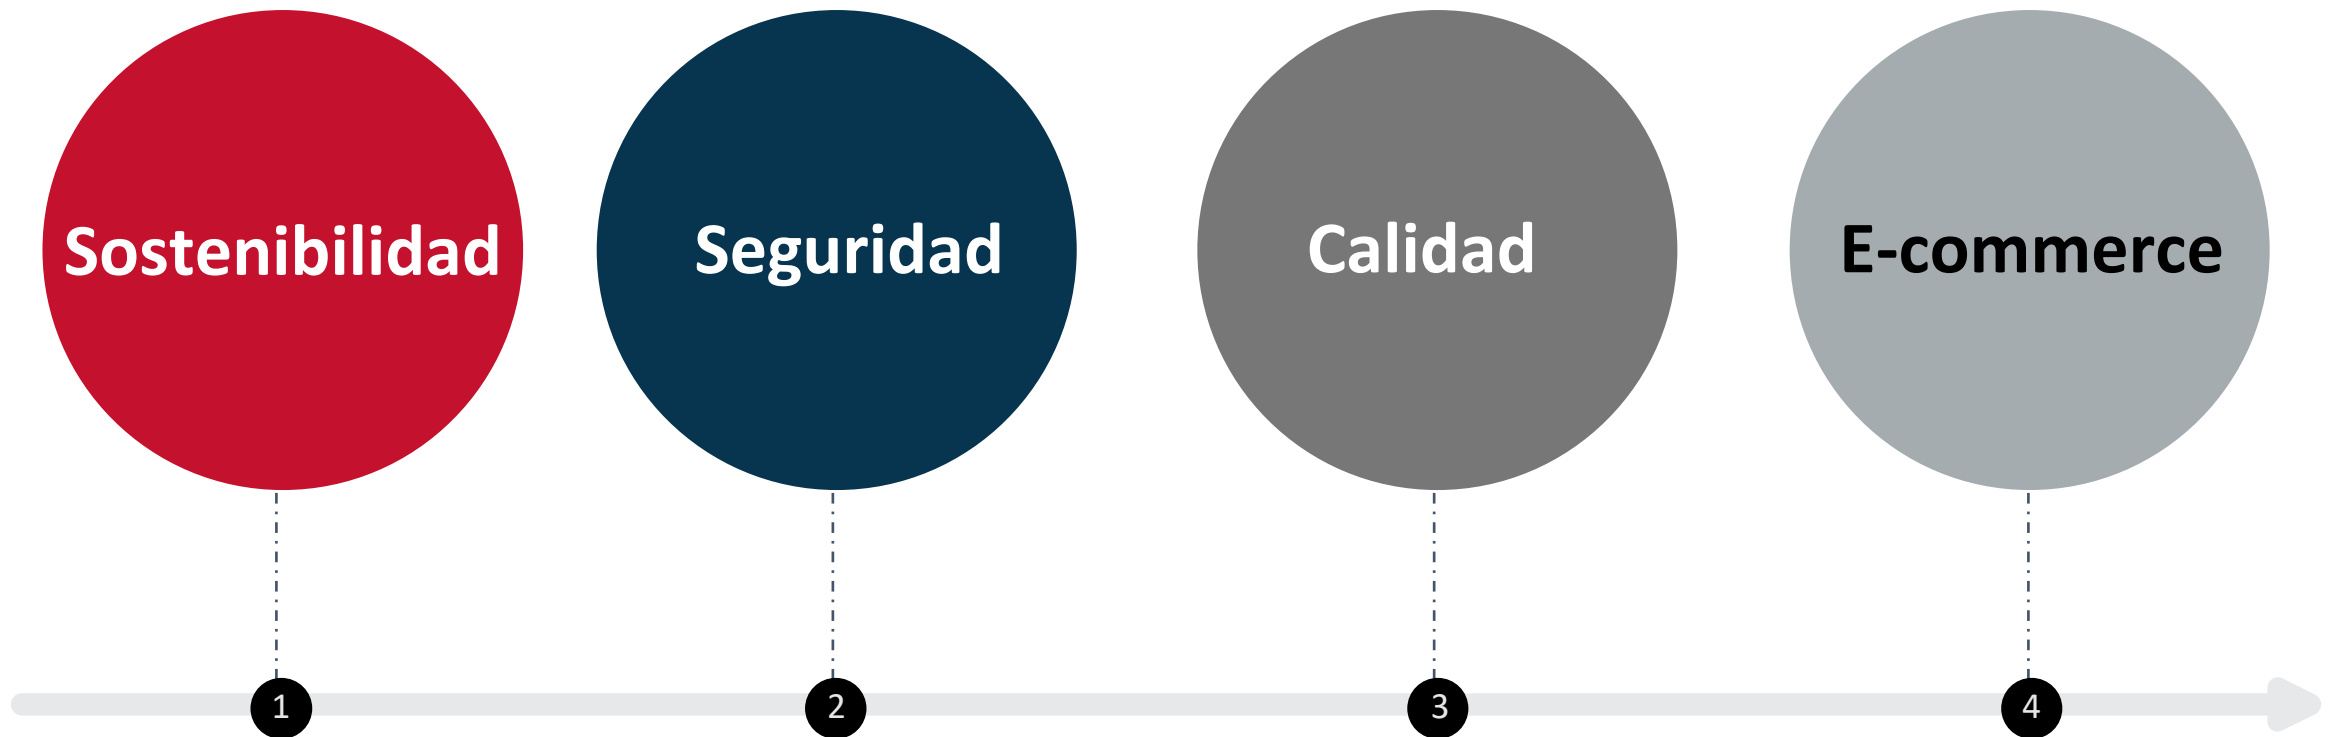 Sostenibilidad
Seguridad
Calidad
E-commerce
1
2
3
4